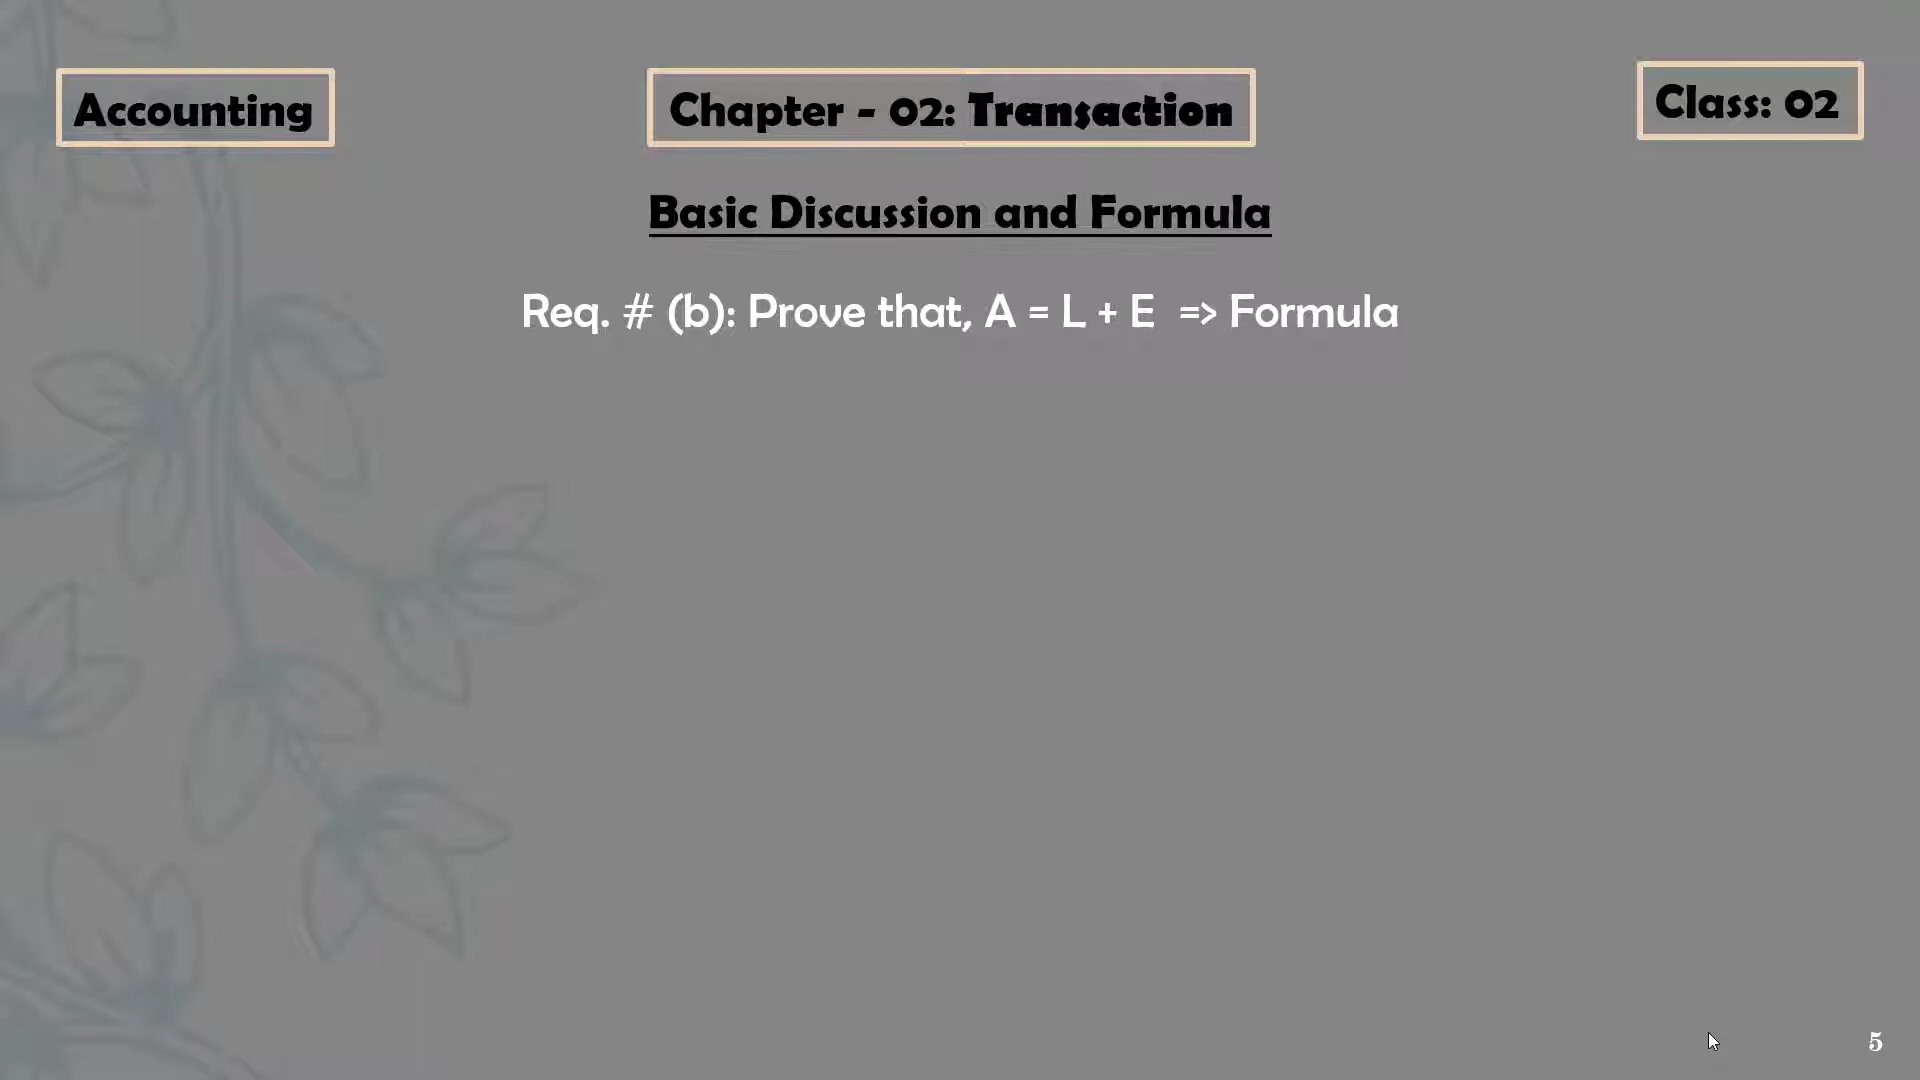 Accounting
Chapter - 02: Transaction
Class: 02
Basic Discussion and Formula
Req. # (b): Prove that, A = L + E => Formula
5